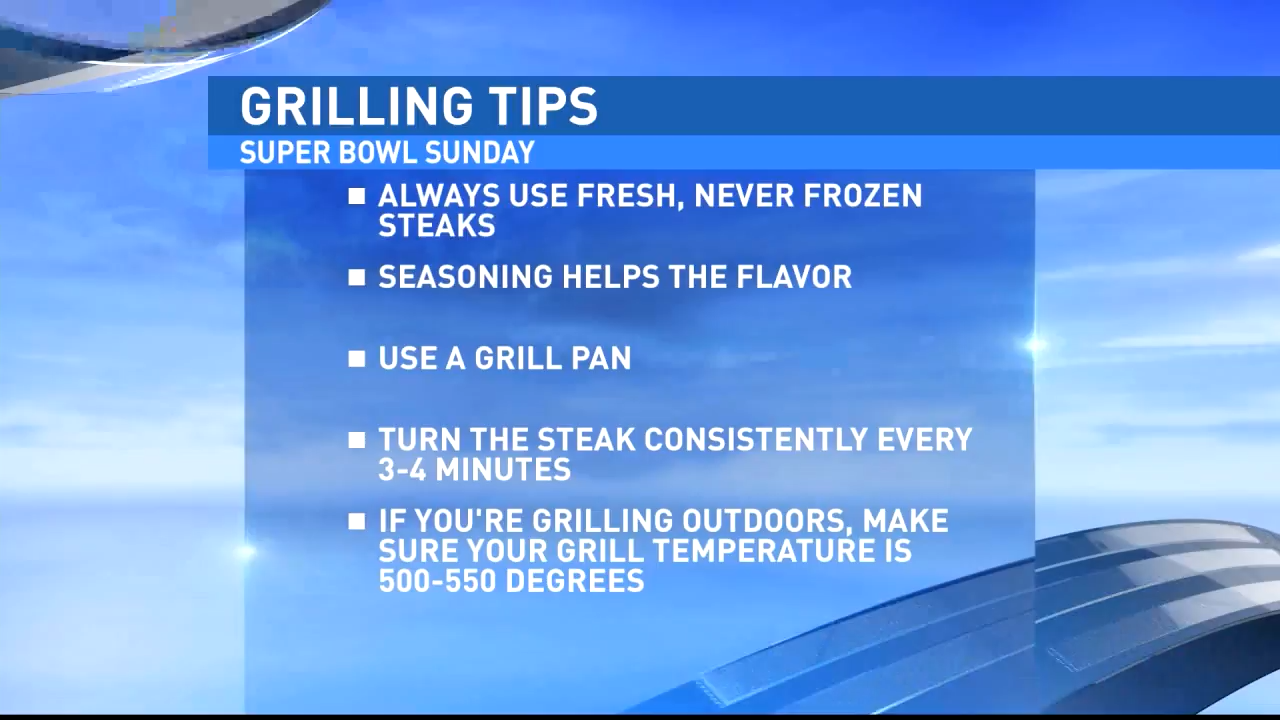 GRILLING TIPS
SUPER BOWL SUNDAY
■ ALWAYS USE FRESH, NEVER FROZEN
STEAKS
■ SEASONING HELPS THE FLAVOR
■ USE A GRILL PAN
■ TURN THE STEAK CONSISTENTLY EVERY
3-4 MINUTES
■ IF YOU'RE GRILLING OUTDOORS, MAKE
SURE YOUR GRILL TEMPERATURE IS
500-550 DEGREES